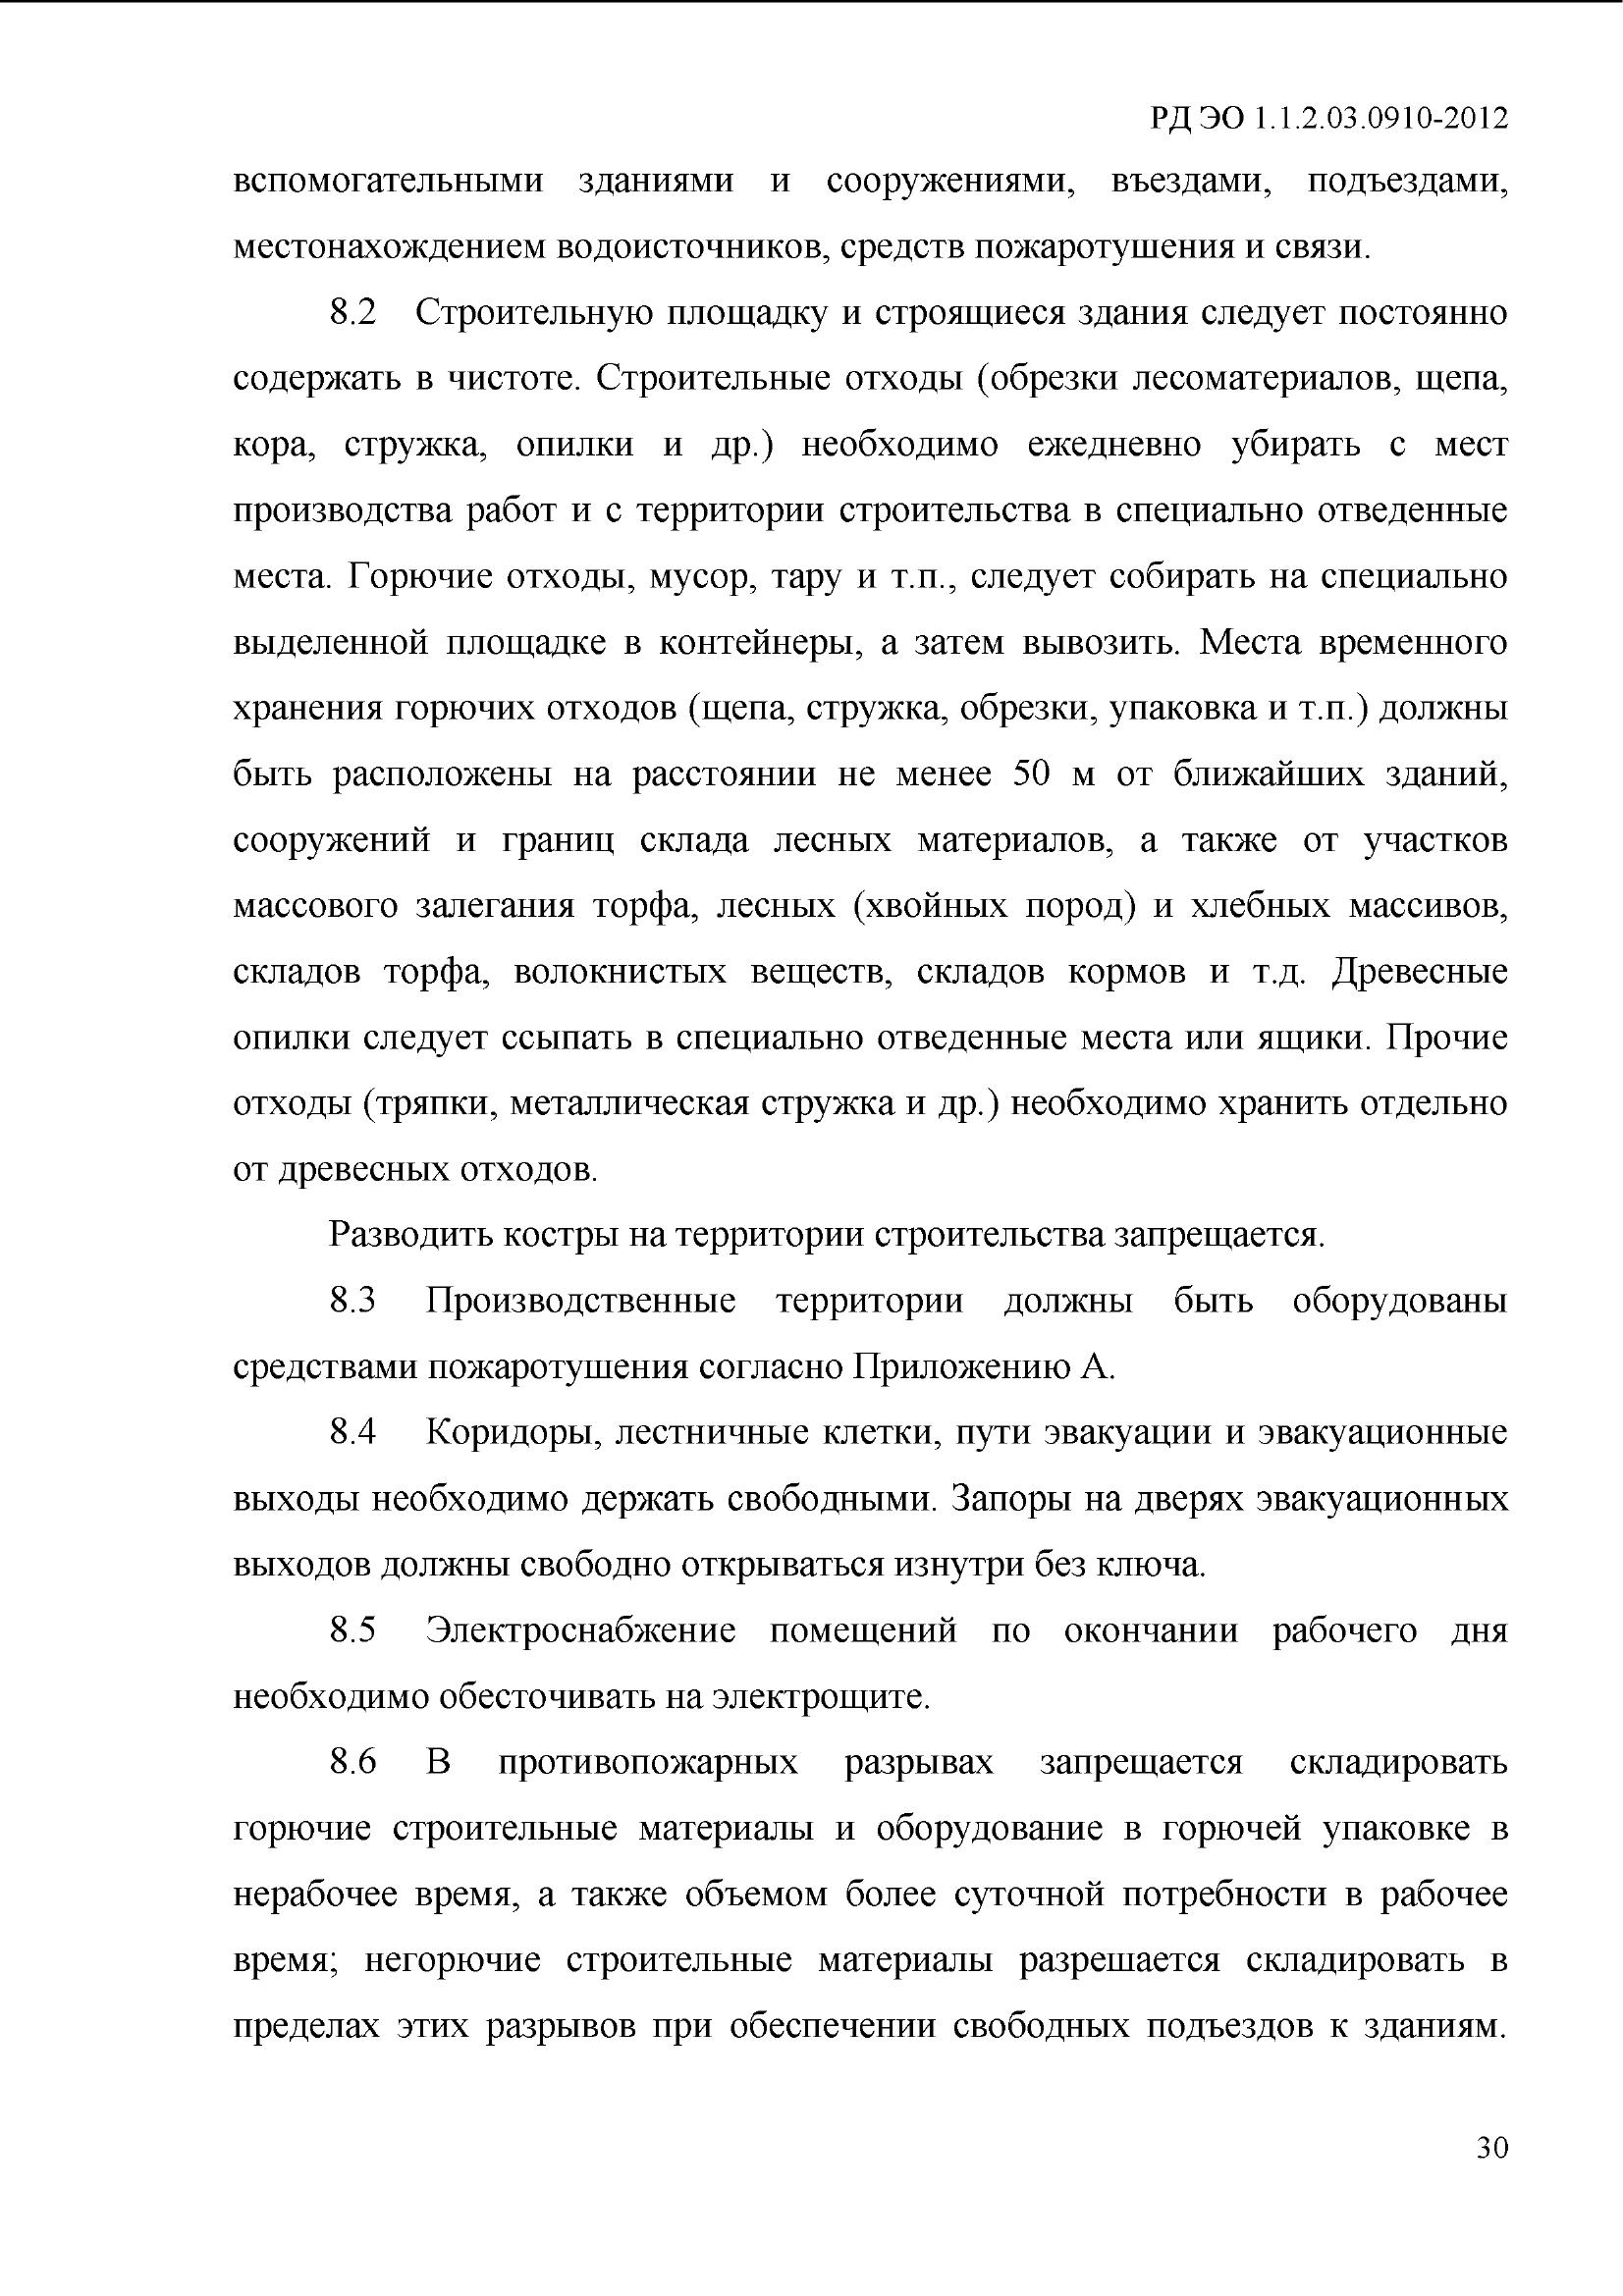 РД ЭО 1.1.2.03.0910-2012
вспомогательными зданиями и сооружениями, въездами, подъездами,
местонахождением водоисточников, средств пожаротушения и связи.
8.2 Строительную площадку и строящиеся здания следует постоянно
содержать в чистоте. Строительные отходы (обрезки лесоматериалов, щепа,
кора, стружка, опилки и др.) необходимо ежедневно убирать с мест
производства работ и с территории строительства в специально отведенные
места. Горючие отходы, мусор, тару и т.п., следует собирать на специально
выделенной площадке в контейнеры, а затем вывозить. Места временного
хранения горючих отходов (щепа, стружка, обрезки, упаковка и т.п.) должны
быть расположены на расстоянии не менее 50 м от ближайших зданий,
сооружений и границ склада лесных материалов, а также от участков
массового залегания торфа, лесных (хвойных пород) и хлебных массивов,
складов торфа, волокнистых веществ, складов кормов и т.д. Древесные
опилки следует ссыпать в специально отведенные места или ящики. Прочие
отходы (тряпки, металлическая стружка и др.) необходимо хранить отдельно
от древесных отходов.
Разводить костры на территории строительства запрещается.
8.3 Производственные территории должны быть оборудованы
средствами пожаротушения согласно Приложению А.
8.4 Коридоры, лестничные клетки, пути эвакуации и эвакуационные
выходы необходимо держать свободными. Запоры на дверях эвакуационных
выходов должны свободно открываться изнутри без ключа.
8.5 Электроснабжение помещений по окончании рабочего дня
необходимо обесточивать на электрощите.
8.6 В противопожарных разрывах запрещается складировать
горючие строительные материалы и оборудование в горючей упаковке в
нерабочее время, а также объемом более суточной потребности в рабочее
время; негорючие строительные материалы разрешается складировать в
пределах этих разрывов при обеспечении свободных подъездов к зданиям.
30